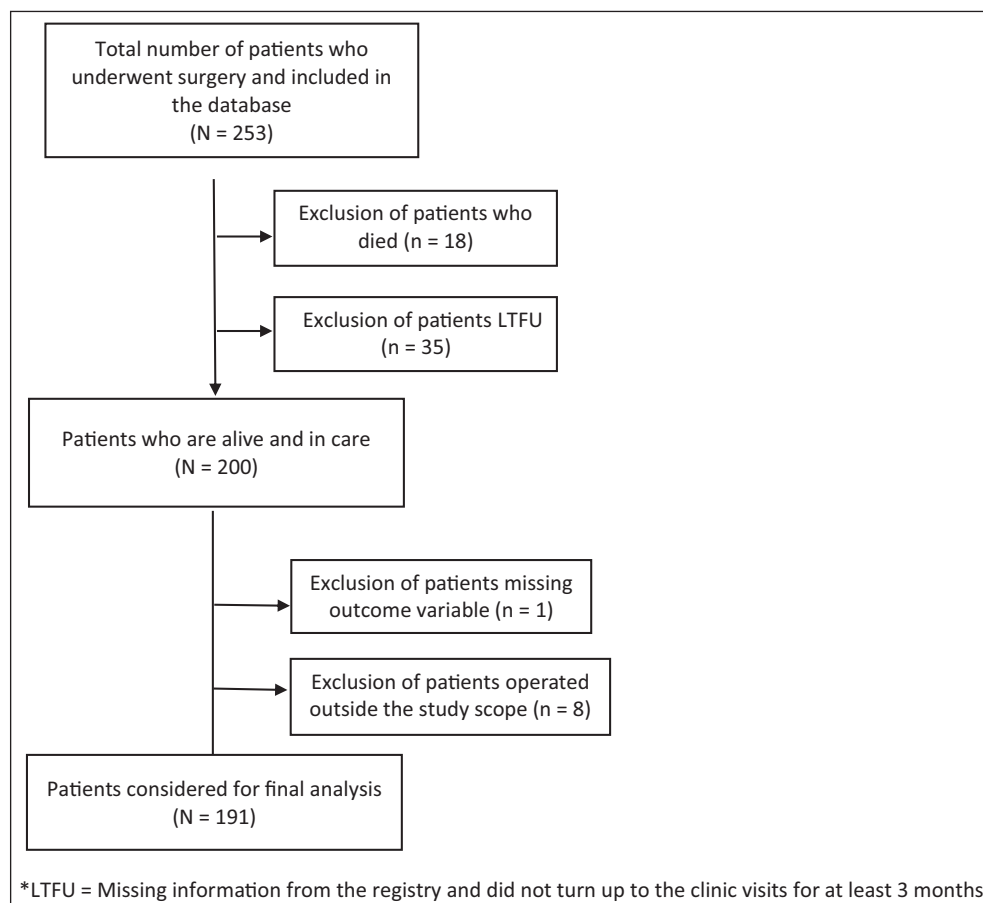 Total number of patients who
underwent surgery and included in
the database
(N = 253)
Exclusion of patients who
died (n = 18)
Exclusion of patients LTFU
(n = 35)
Patients who are alive and in care
(N = 200)
Exclusion of patients missing
outcome variable (n = 1)
Exclusion of patients operated
outside the study scope (n = 8)
Patients considered for final analysis
(N = 191)
*LTFU = Missing information from the registry and did not turn up to the clinic visits for at least 3 months